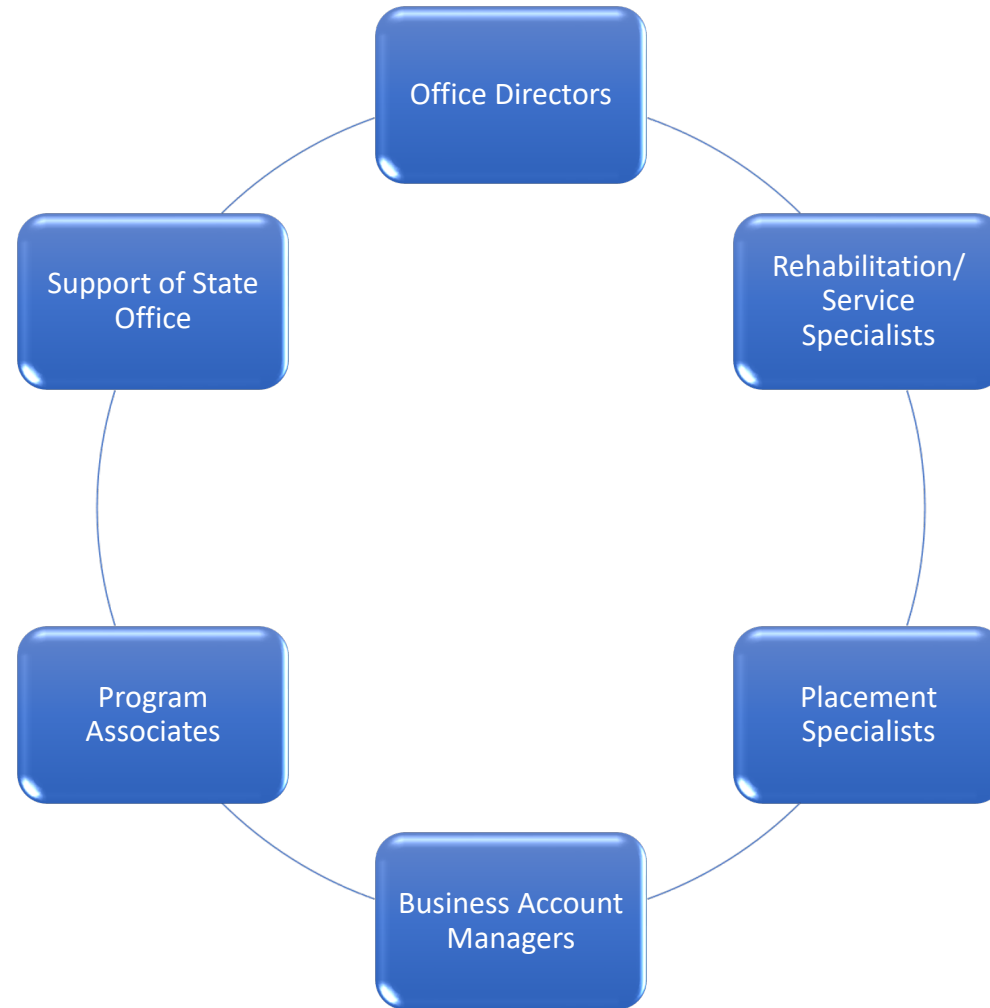 Office Directors
Rehabilitation/
Service
Specialists
Placement
Specialists
Business Account
Managers
Program
Associates
Support of State
Office